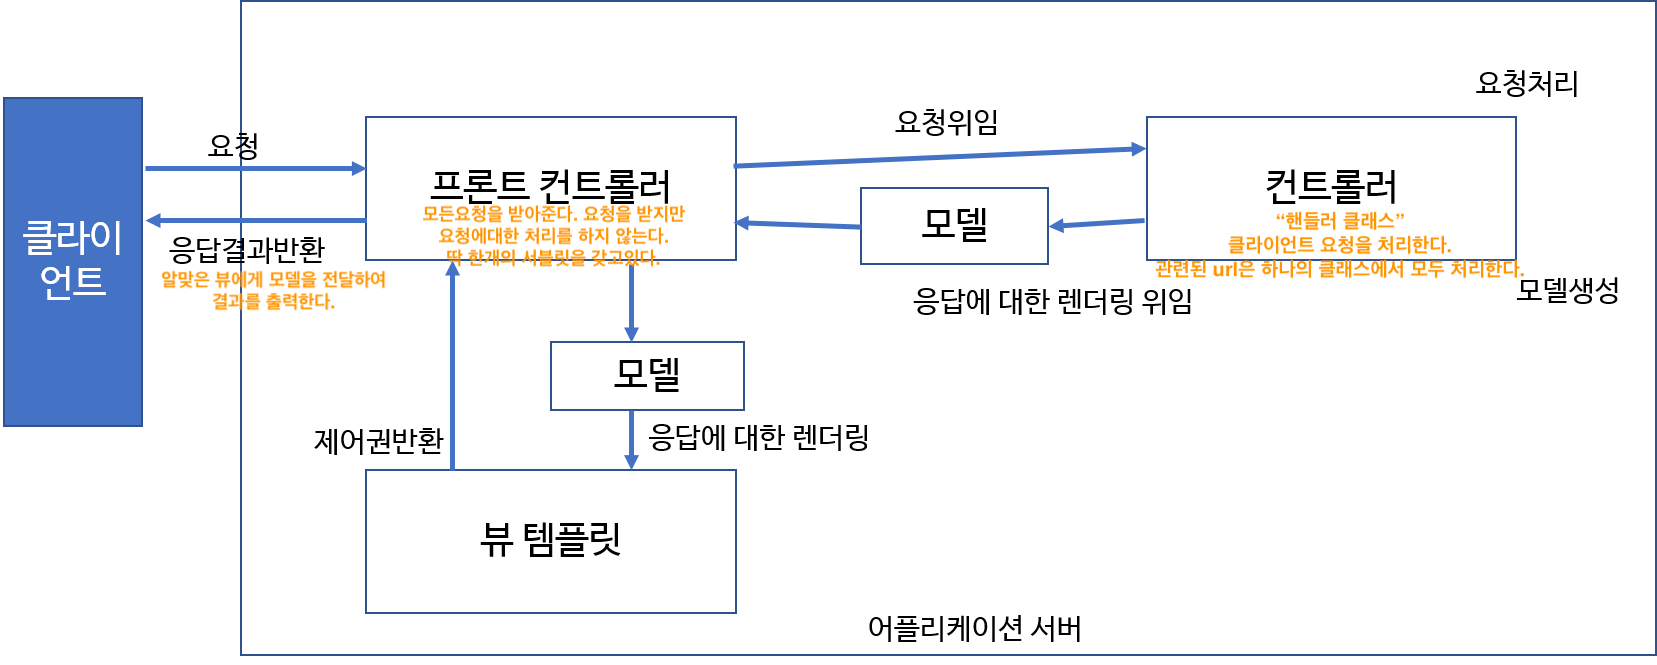 요청처리
요청위임
요청
프론트 컨트롤러
모든요청을 받아준다. 요청을 받지만
요청에대한 처리를 하지 않는다.
딱 한개의 서블릿을 갖고있다.
컨트롤러
“핸들러 클래스”
클라이언트 요청을 처리한다.
관련된 url은 하나의 클래스에서 모두 처리한다.
모델
클라이
언트
응답결과반환
알맞은 뷰에게 모델을 전달하여
결과를 출력한다.
모델생성
응답에 대한 렌더링 위임
모델
제어권반환
응답에 대한 렌더링
뷰 템플릿
어플리케이션 서버